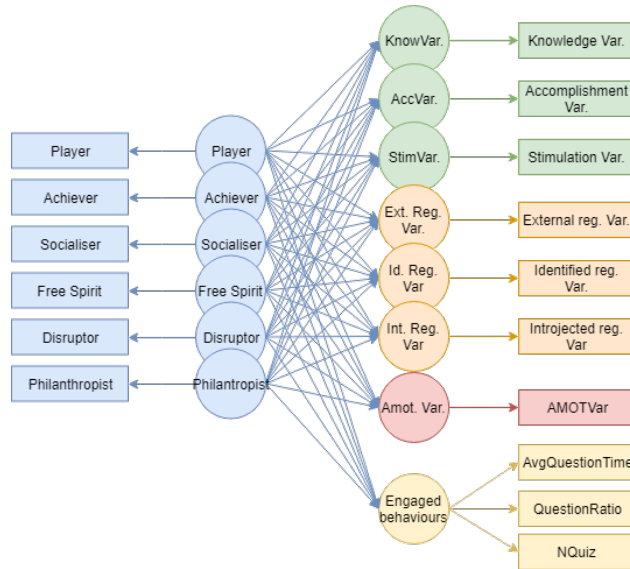 Player
Achiever
Socialiser
Free Spirit
Disruptor
Philanthropist
Player
Achiever
Socialiser
Free Spirit
Disruptor
Philantropist
KnowVar.
AccVar.
StimVar.
Ext. Reg.
Var.
Id. Reg.
Var
Int. Reg.
Var
Amot. Var.
Engaged
behaviours
Knowledge Var.
Accomplishment
Var.
Stimulation Var.
External reg. Var.
Identified reg.
Var.
Introjected reg.
Var
AMOTVar
AvgQuestionTime
QuestionRatio
NQuiz